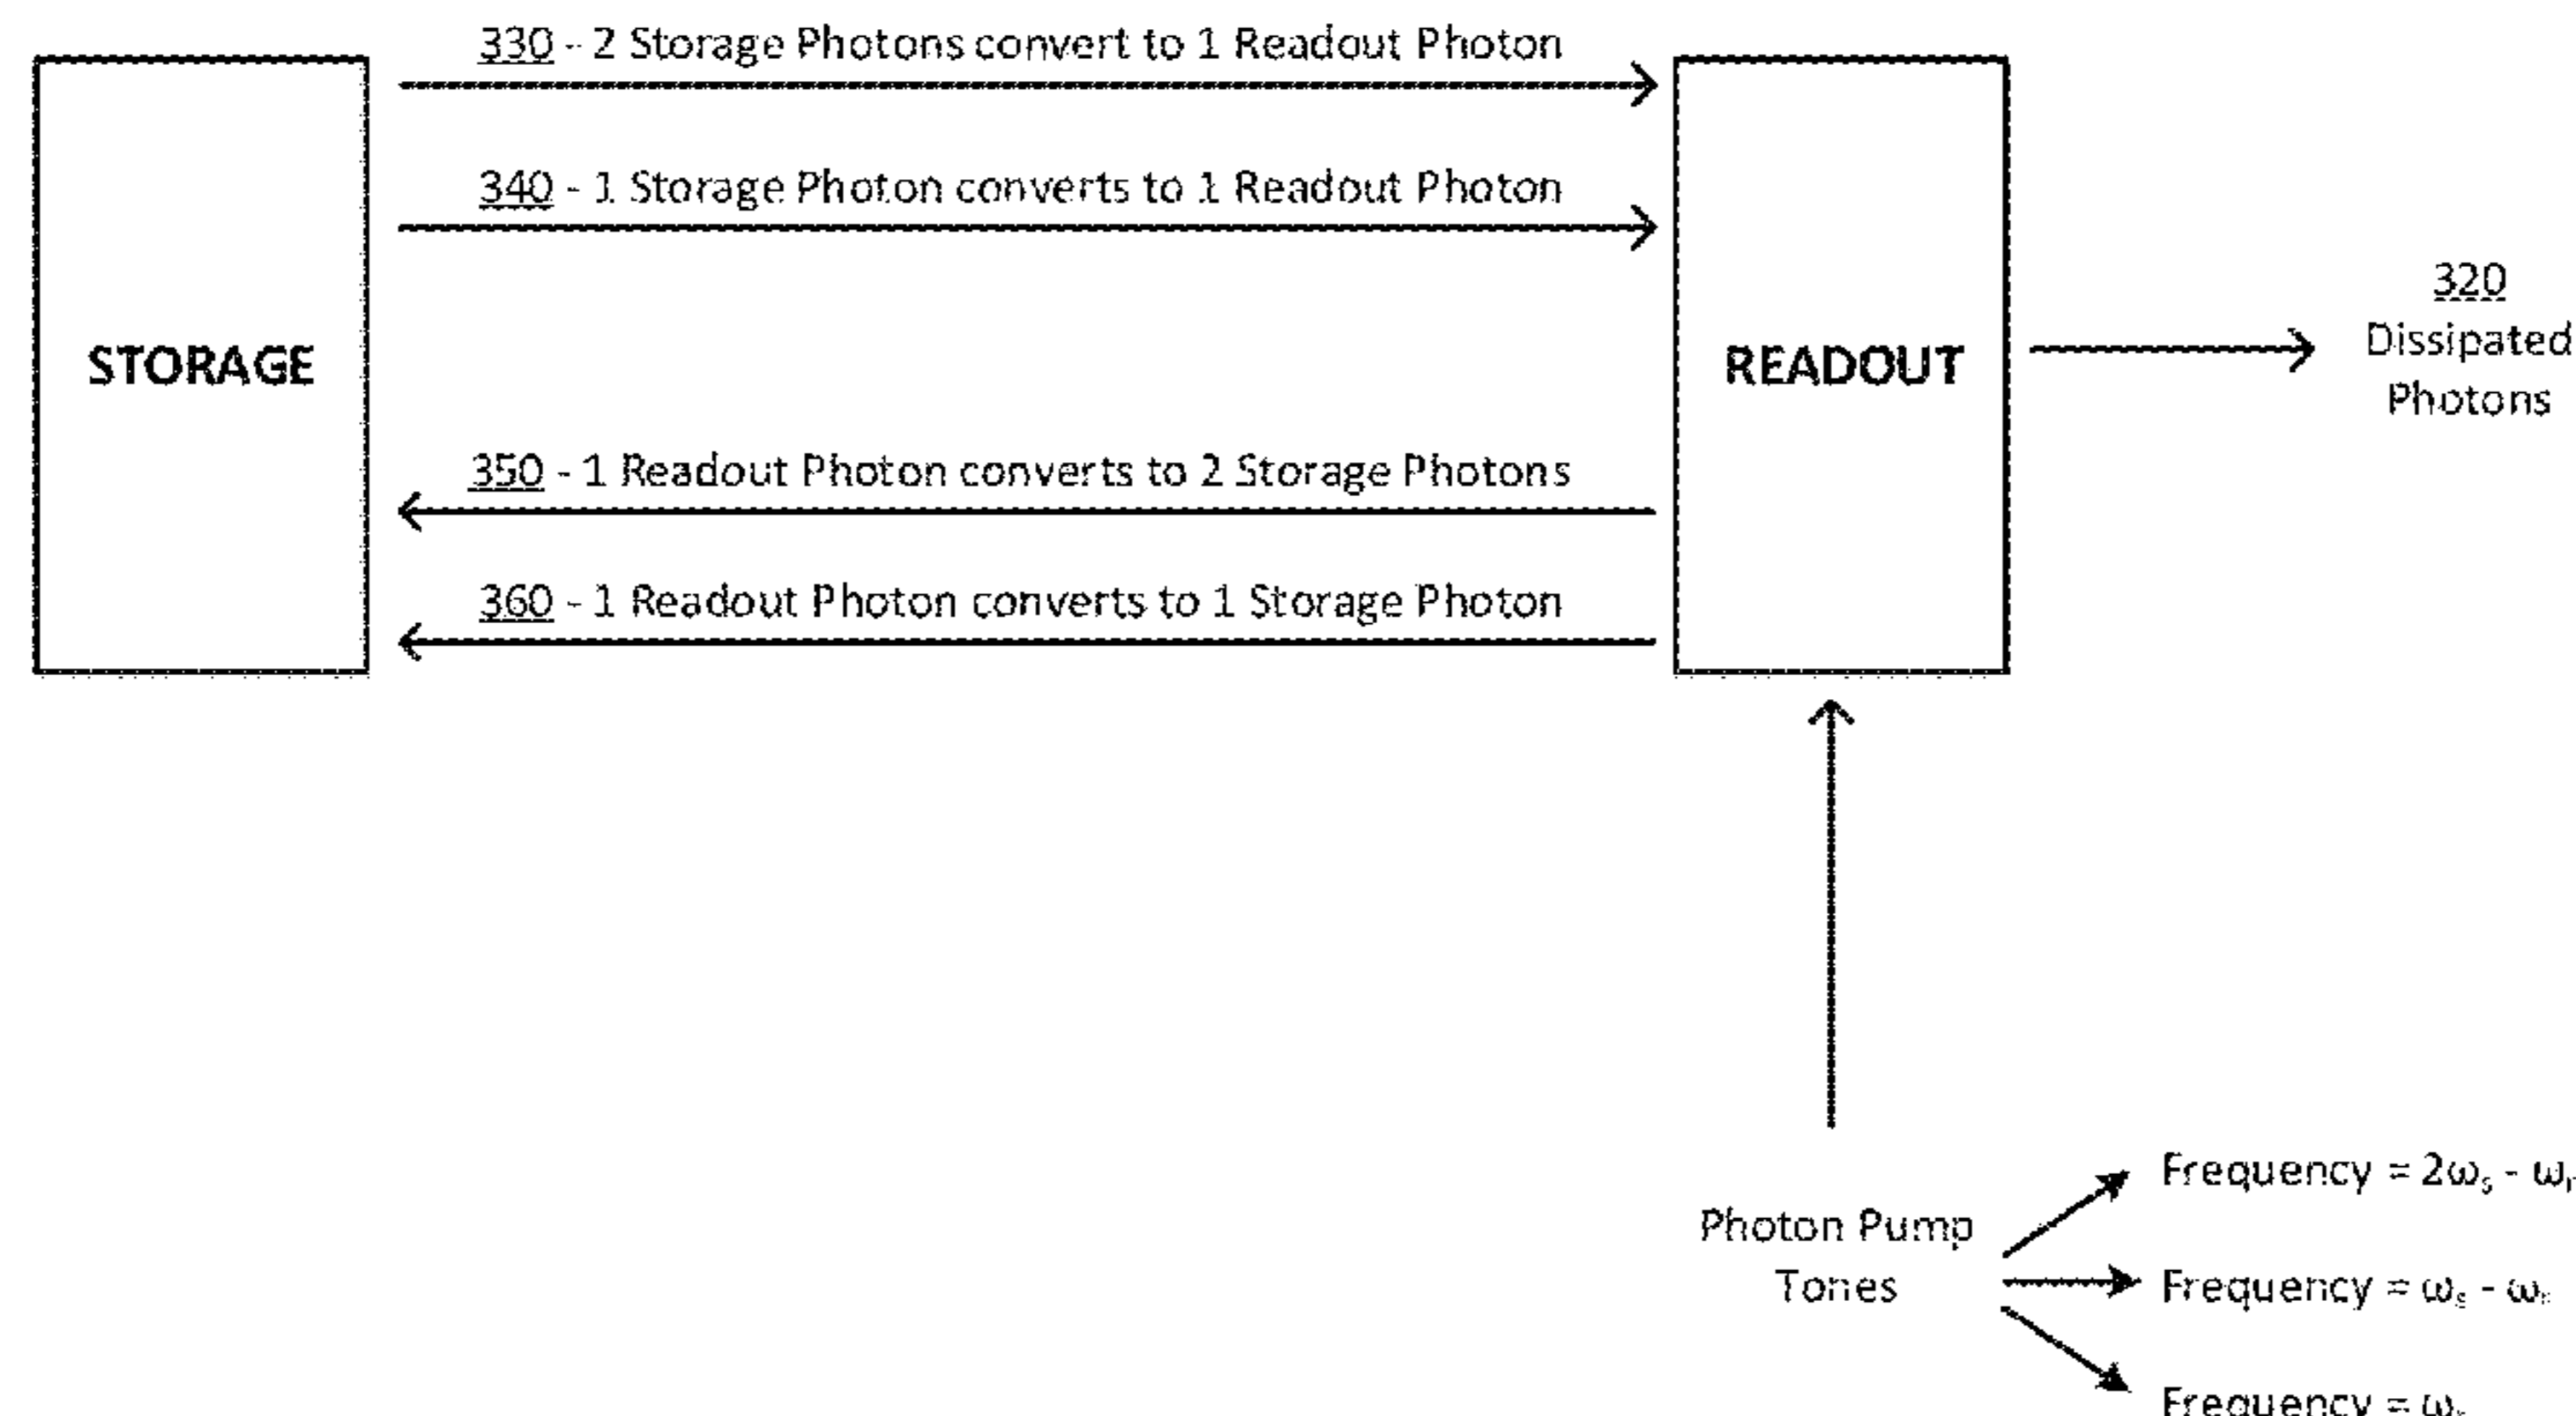 330 - 2 Storage Photons convert to 1 Readout Photon
340 - 1 Storage Photon converts to 1 Readout Photon
STORAGE
READOUT
320
Dissipated
Photons
350 - 1 Readout Photon converts to 2 Storage Photons
360 - 1 Readout Photon converts to 1 Storage Photon
Photon Pump
Tones
Frequency = 2ωₛ - ωᵣ
Frequency = ωₛ - ωᵣ
Frequency =